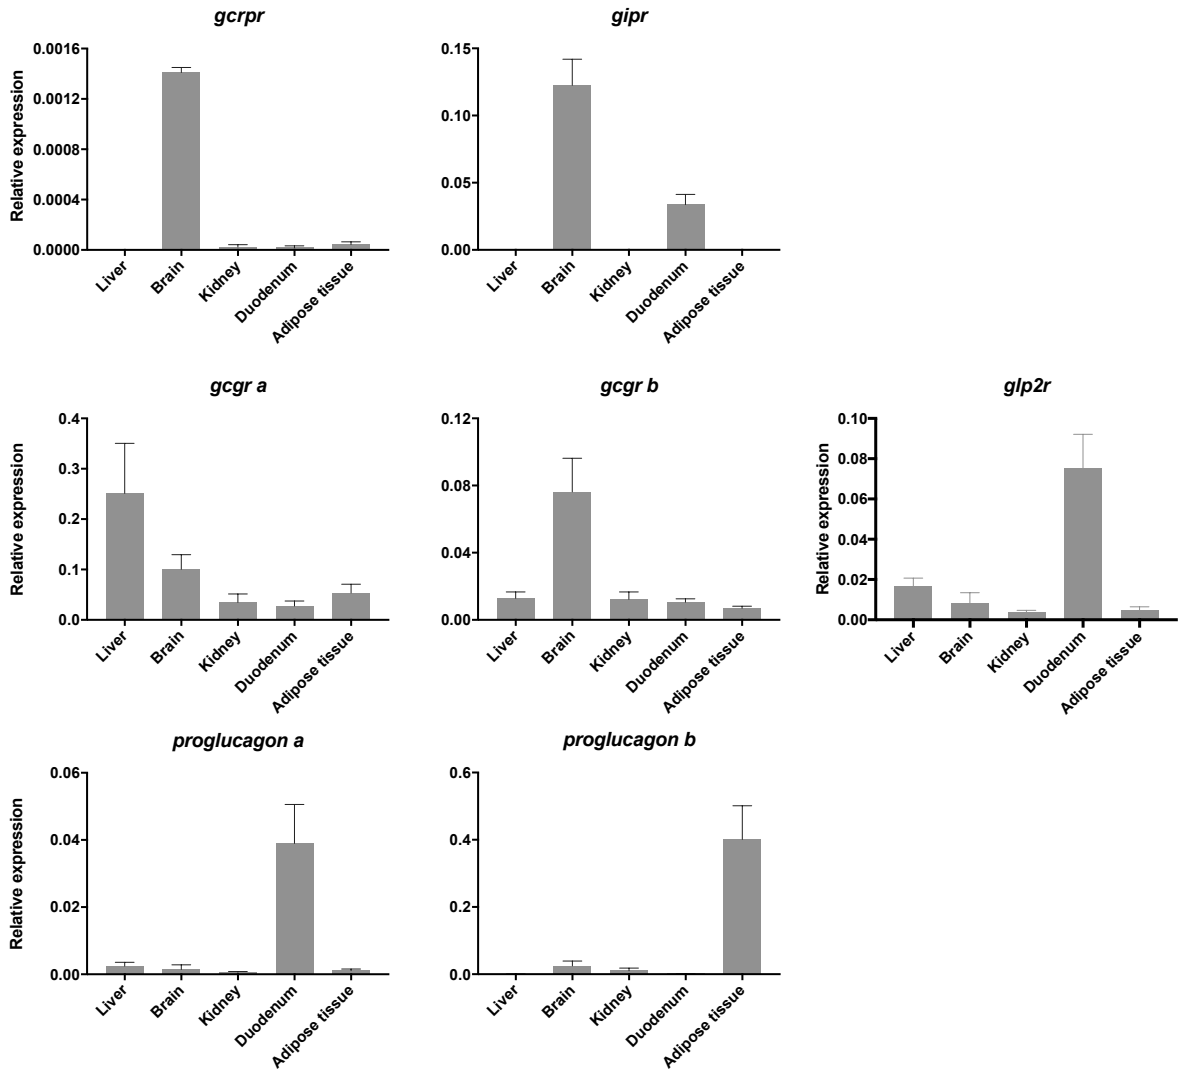 gcrpr
Relative expression
0.0016
0.0012
0.0008
0.0004
0.0000
Liver
Brain
Kidney
Duodenum
Adipose tissue
gipr
0.15
0.10
0.05
0.00
Liver
Brain
Kidney
Duodenum
Adipose tissue
gcgr a
Relative expression
0.4
0.3
0.2
0.1
0.0
Liver
Brain
Kidney
Duodenum
Adipose tissue
gcgr b
0.12
0.08
0.04
0.00
Liver
Brain
Kidney
Duodenum
Adipose tissue
glp2r
Relative expression
0.10
0.08
0.06
0.04
0.02
0.00
Liver
Brain
Kidney
Duodenum
Adipose tissue
proglucagon a
Relative expression
0.06
0.04
0.02
0.00
Liver
Brain
Kidney
Duodenum
Adipose tissue
proglucagon b
0.6
0.4
0.2
0.0
Liver
Brain
Kidney
Duodenum
Adipose tissue